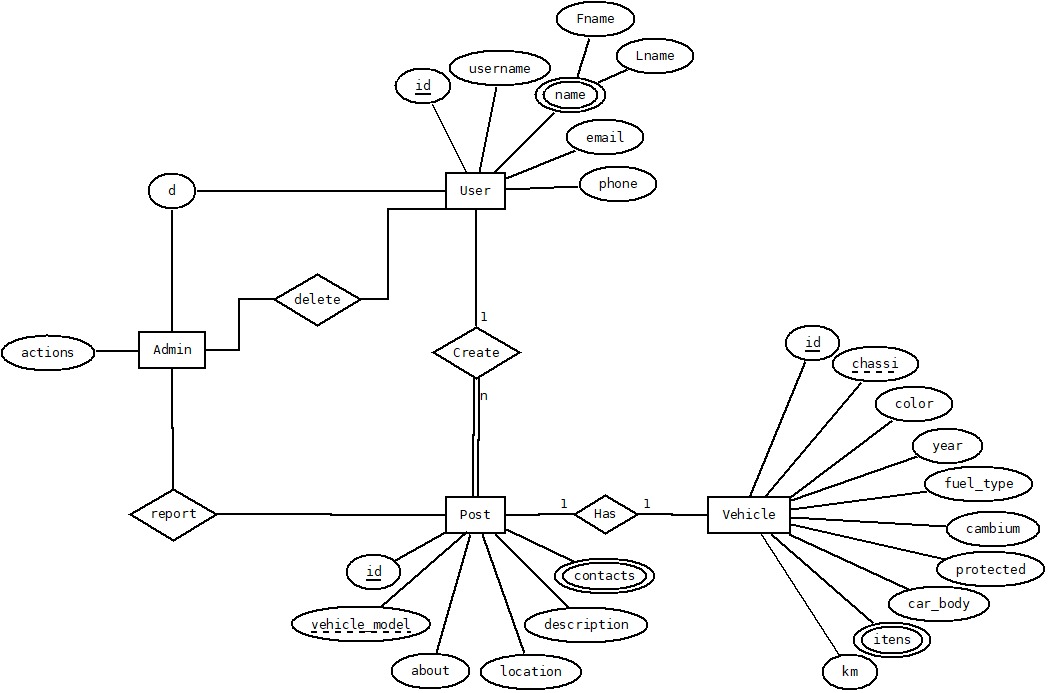 Fname
Lname
username
id
name
email
phone
d
User
delete
1
Admin
actions
Create
n
id
chassi
color
year
fuel_type
cambium
protected
car_body
itens
km
report
Post
1
Has
1
Vehicle
id
contacts
vehicle_model
description
about
location